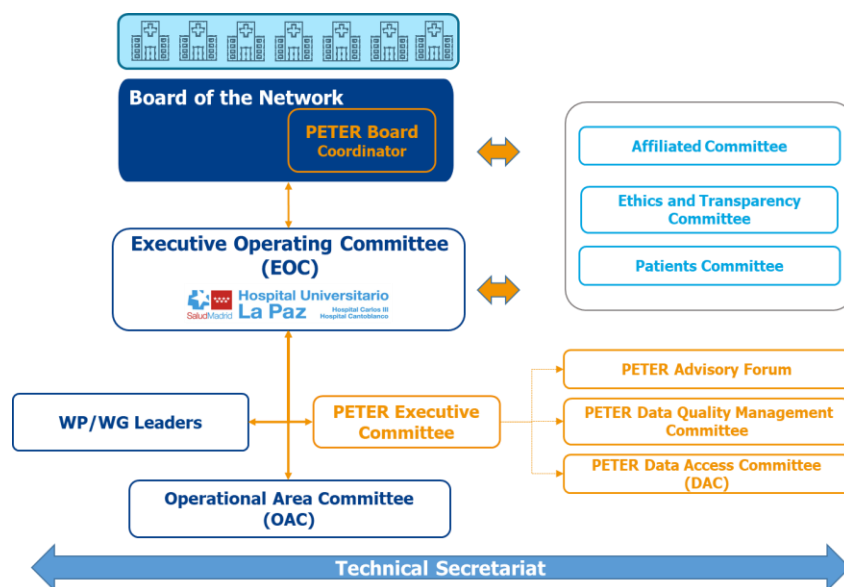 Board of the Network
PETER Board
Coordinator
Affiliated Committee
Ethics and Transparency
Committee
Patients Committee
Executive Operating Committee
(EOC)
SaludMadrid
Hospital Universitario
La Paz
Hospital Carlos III
Hospital Cantoblanco
PETER Advisory Forum
WP/WG Leaders
PETER Executive
Committee
PETER Data Quality Management
Committee
PETER Data Access Committee
(DAC)
Operational Area Committee
(OAC)
Technical Secretariat